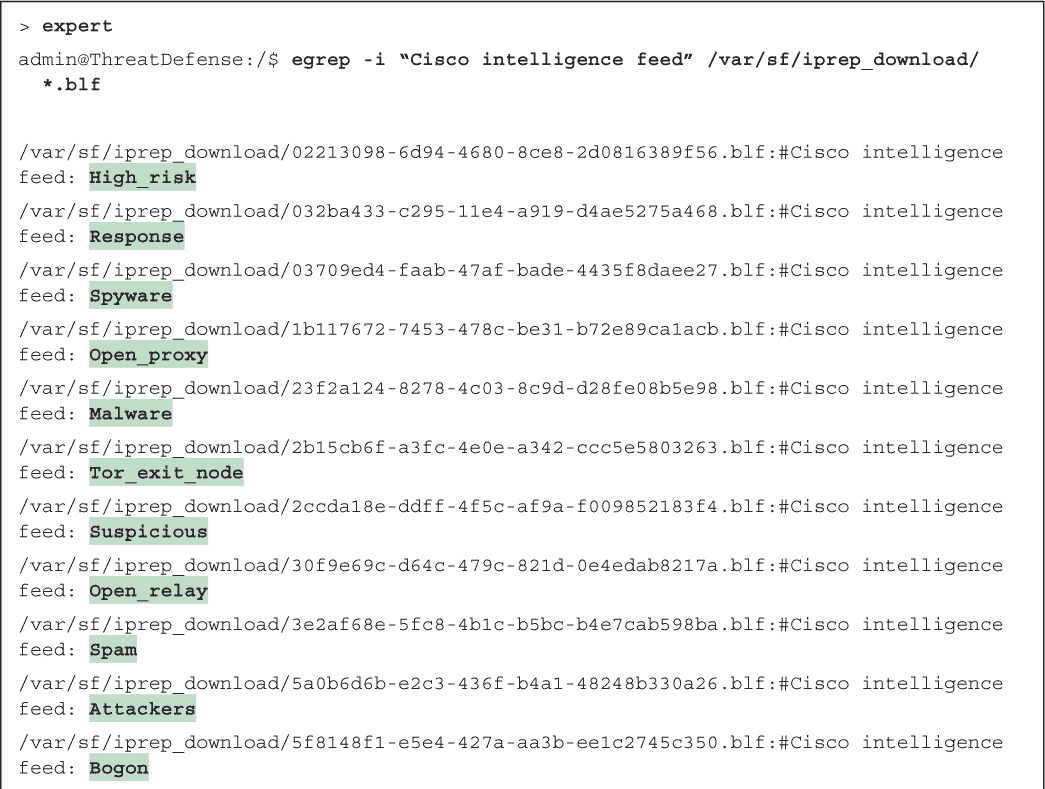 > expert
admin@ThreatDefense:/$ egrep -i “Cisco intelligence feed” /var/sf/iprep_download/
*.blf
/var/sf/iprep_download/02213098-6d94-4680-8ce8-2d0816389f56.blf:#Cisco intelligence
feed: High_risk
/var/sf/iprep_download/032ba433-c295-11e4-a919-d4ae5275a468.blf:#Cisco intelligence
feed: Response
/var/sf/iprep_download/03709ed4-faab-47af-bade-4435f8daee27.blf:#Cisco intelligence
feed: Spyware
/var/sf/iprep_download/1b117672-7453-478c-be31-b72e89ca1acb.blf:#Cisco intelligence
feed: Open_proxy
/var/sf/iprep_download/23f2a124-8278-4c03-8c9d-d28fe08b5e98.blf:#Cisco intelligence
feed: Malware
/var/sf/iprep_download/2b15cb6f-a3fc-4e0e-a342-ccc5e5803263.blf:#Cisco intelligence
feed: Tor_exit_node
/var/sf/iprep_download/2ccda18e-ddff-4f5c-af9a-f009852183f4.blf:#Cisco intelligence
feed: Suspicious
/var/sf/iprep_download/30f9e69c-d64c-479c-821d-0e4edab8217a.blf:#Cisco intelligence
feed: Open_relay
/var/sf/iprep_download/3e2af68e-5fc8-4b1c-b5bc-b4e7cab598ba.blf:#Cisco intelligence
feed: Spam
/var/sf/iprep_download/5a0b6d6b-e2c3-436f-b4a1-48248b330a26.blf:#Cisco intelligence
feed: Attackers
/var/sf/iprep_download/5f8148f1-e5e4-427a-aa3b-ee1c2745c350.blf:#Cisco intelligence
feed: Bogon